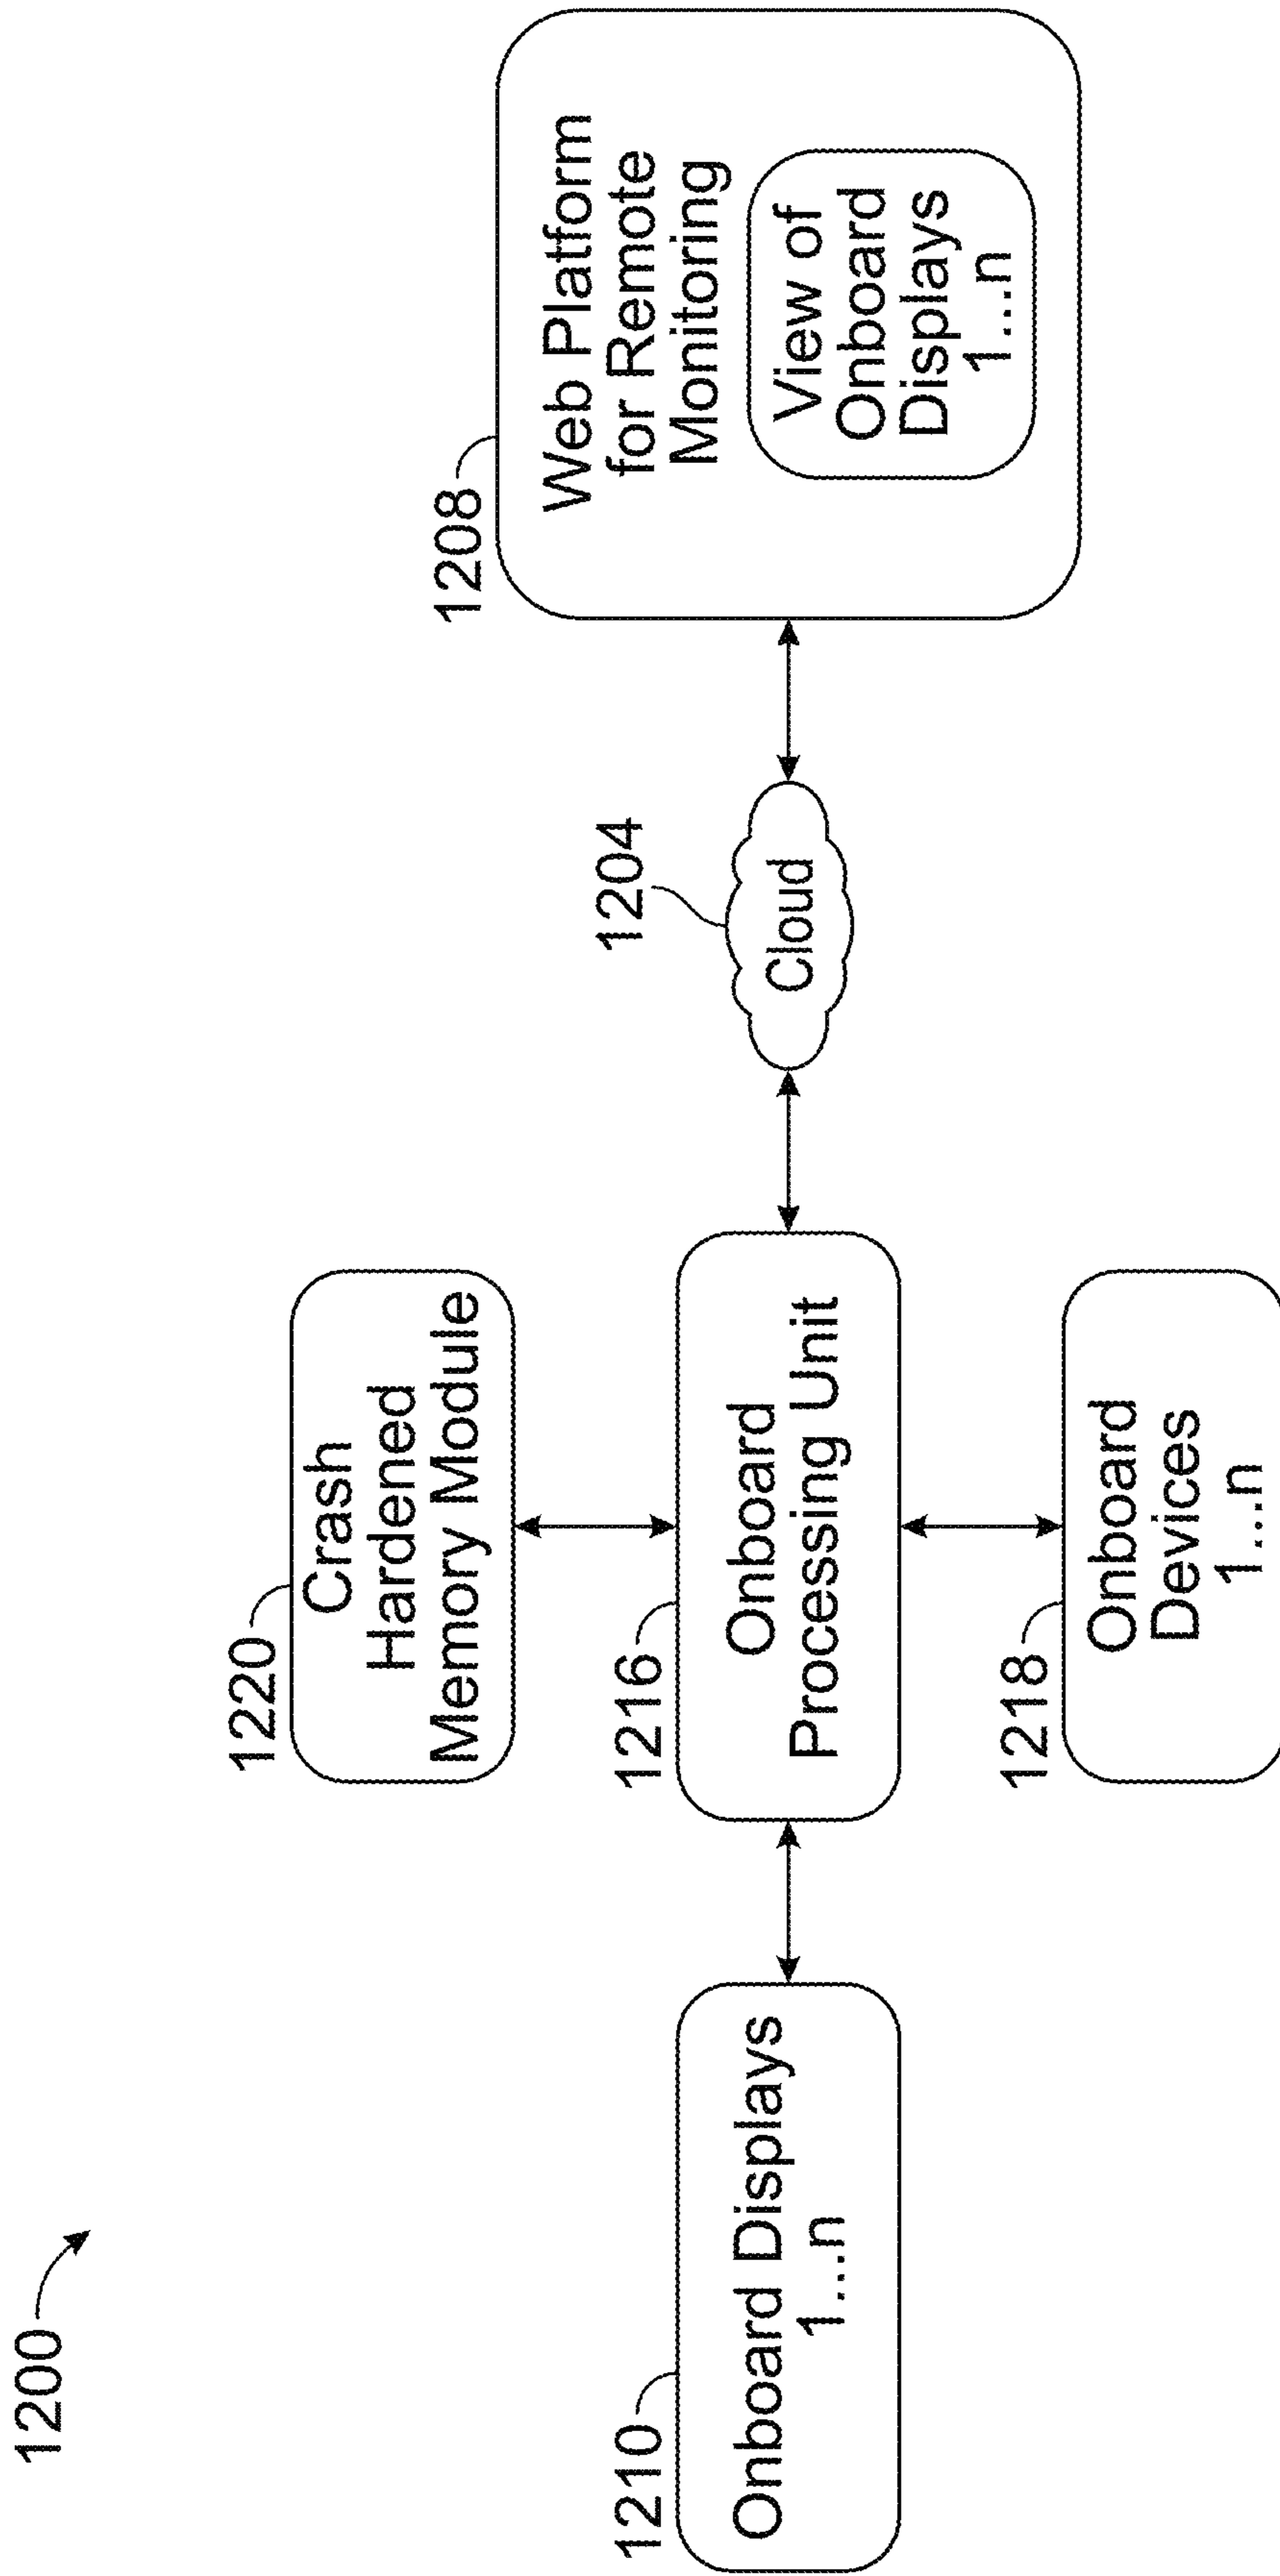 1200
1220
Crash
Hardened
Memory Module
1210
Onboard Displays
1...n
1216
Onboard
Processing Unit
1204
Cloud
1208
Web Platform
for Remote
Monitoring
View of
Onboard
Displays
1...n
1218
Onboard
Devices
1...n